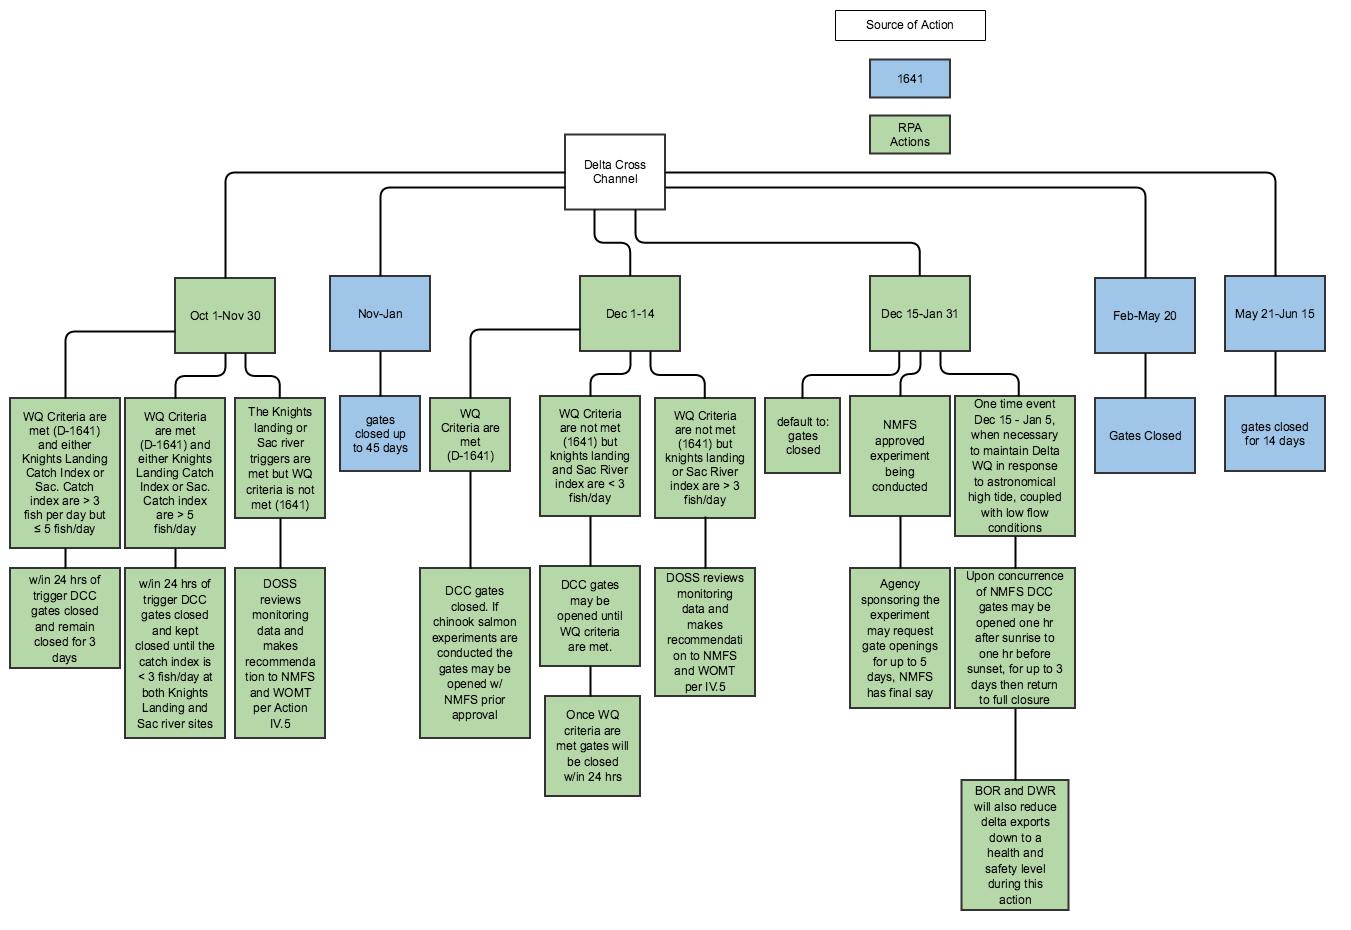 Source of Action
1641
RPA
Actions
Delta Cross
Channel
Oct 1-Nov 30
Nov-Jan
Dec 1-14
Dec 15-Jan 31
Feb-May 20
May 21-Jun 15
WQ Criteria are
met (D-1641)
and either
Knights Landing
Catch Index or
Sac. Catch
index are > 3
fish per day but
≤ 5 fish/day
WQ Criteria
are met
(D-1641) and
either Knights
Landing Catch
Index or Sac.
Catch index
are > 5
fish/day
The Knights
landing or
Sac river
triggers are
met but WQ
criteria is not
met (1641)
gates
closed up
to 45 days
WQ
Criteria are
met
(D-1641)
WQ Criteria
are not met
(1641) but
knights landing
and Sac River
index are < 3
fish/day
WQ Criteria
are not met
(1641) but
knights landing
or Sac River
index are > 3
fish/day
default to:
gates
closed
NMFS
approved
experiment
being
conducted
One time event
Dec 15 - Jan 5,
when necessary
to maintain Delta
WQ in response
to astronomical
high tide, coupled
with low flow
conditions
Gates Closed
gates closed
for 14 days
w/in 24 hrs of
trigger DCC
gates closed
and remain
closed for 3
days
w/in 24 hrs of
trigger DCC
gates closed
and kept
closed until the
catch index is
< 3 fish/day at
both Knights
Landing and
Sac river sites
DOSS
reviews
monitoring
data and
makes
recommenda
tion to NMFS
and WOMT
per Action
IV.5
DCC gates
closed. If
chinook salmon
experiments are
conducted the
gates may be
opened w/
NMFS prior
approval
DCC gates
may be
opened until
WQ criteria
are met.
DOSS reviews
monitoring
data and
makes
recommendati
on to NMFS
and WOMT
per IV.5
Agency
sponsoring the
experiment
may request
gate openings
for up to 5
days, NMFS
has final say
Upon concurrence
of NMFS DCC
gates may be
opened one hr
after sunrise to
one hr before
sunset, for up to 3
days then return
to full closure
Once WQ
criteria are
met gates will
be closed
w/in 24 hrs
BOR and DWR
will also reduce
delta exports
down to a
health and
safety level
during this
action